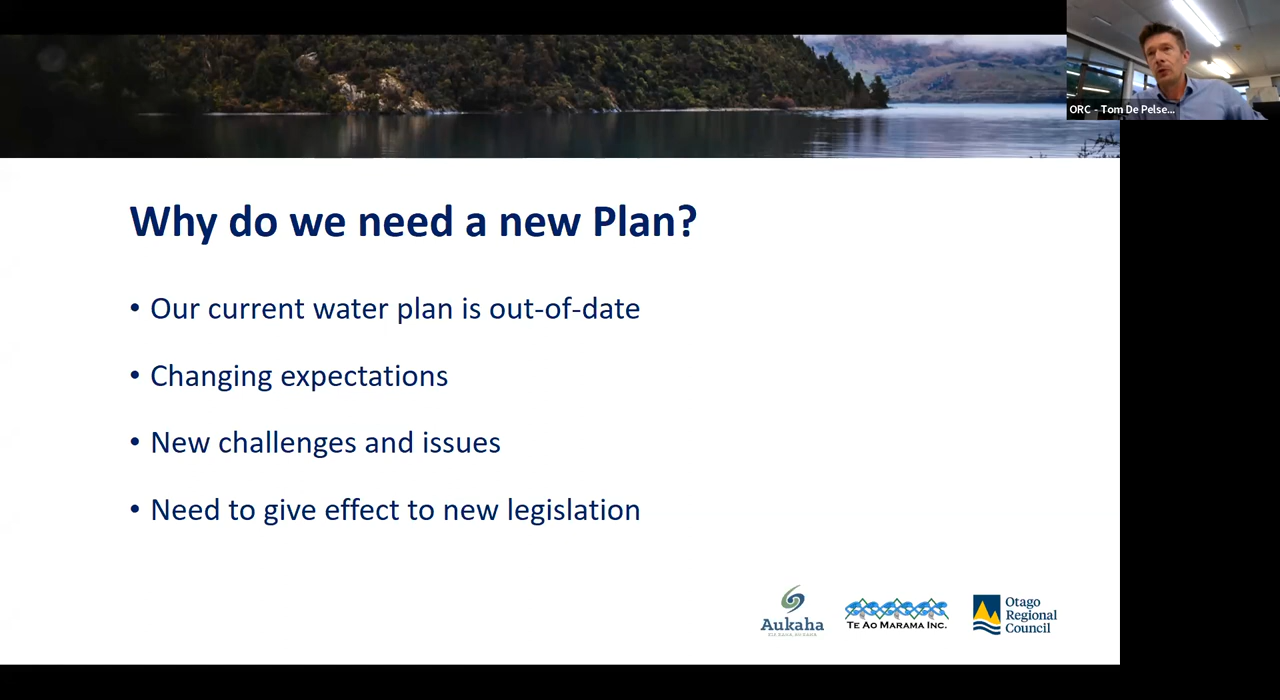 ORC - Tom De Pelse...
Why do we need a new Plan?
• Our current water plan is out-of-date
• Changing expectations
• New challenges and issues
• Need to give effect to new legislation
Aukaha
TE AO MARAMA INC.
Otago
Regional
Council